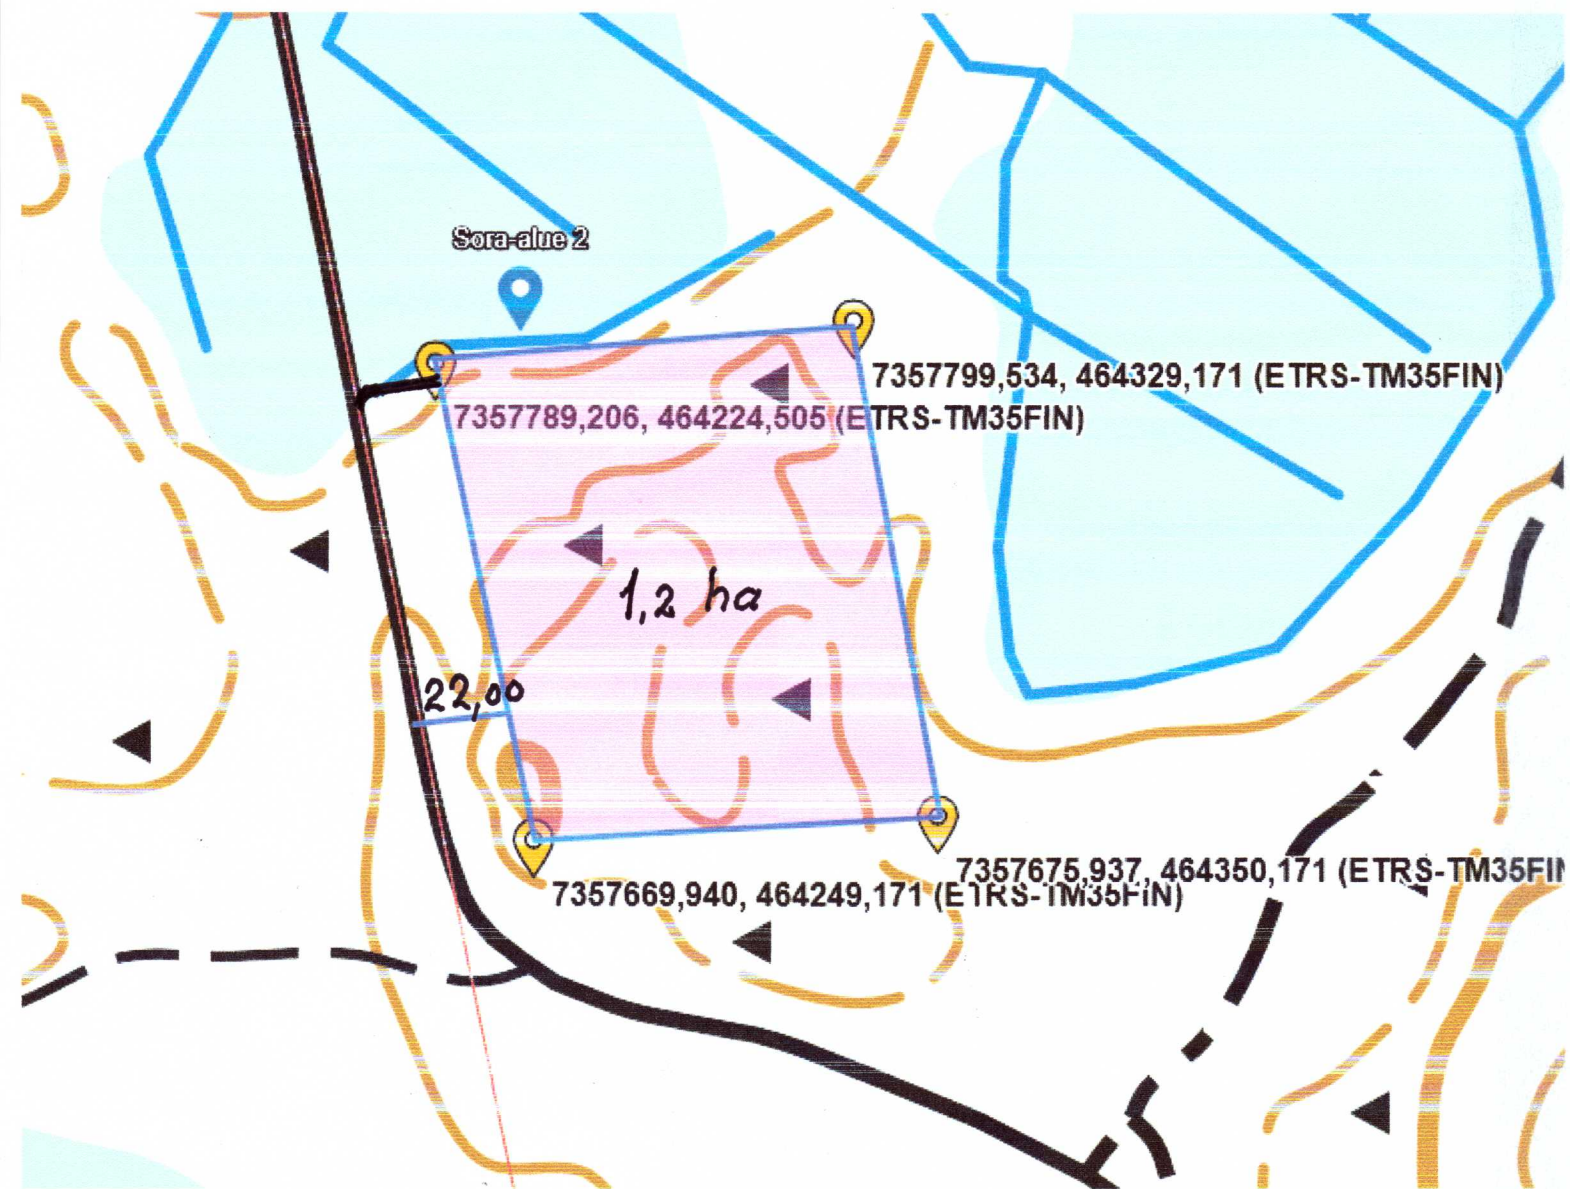 Sora-alue 2
7357799,534, 464329,171 (ETRS-TM35FIN)
7357789,206, 464224,505 (ETRS-TM35FIN)
1,2 ha
22,00
7357675,937, 464350,171 (ETRS-TM35FIN
7357669,940, 464249,171 (ETRS-TM35FIN)